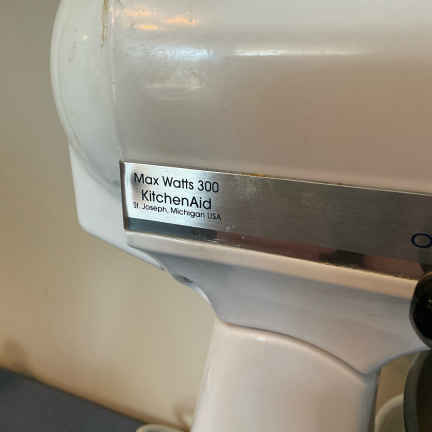 Max Watts 300
KitchenAid
St. Joseph, Michigan USA
O